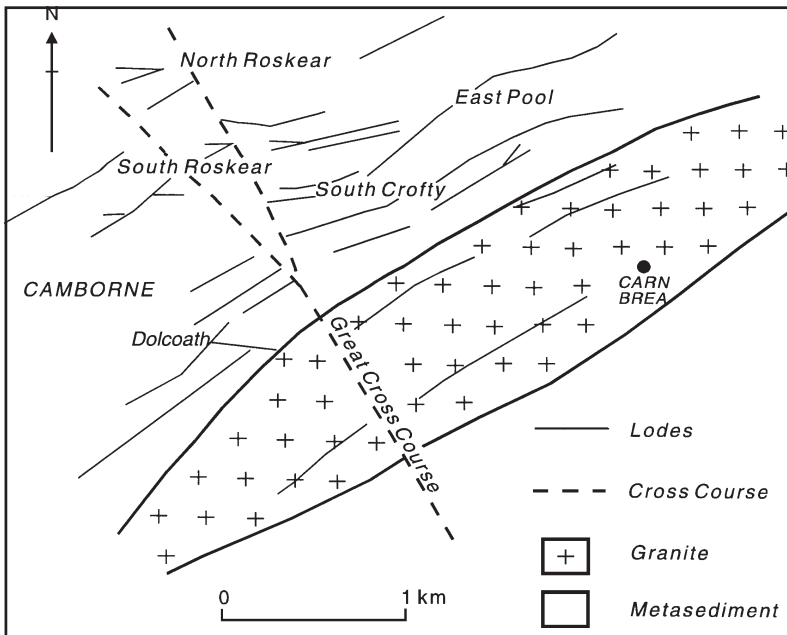 N
North Roskear
East Pool
South Roskear
South Crofty
CAMBORNE
CARN
BREA
Dolcoath
Great Cross Course
Lodes
Cross Course
Granite
Metasediment
0 1 km